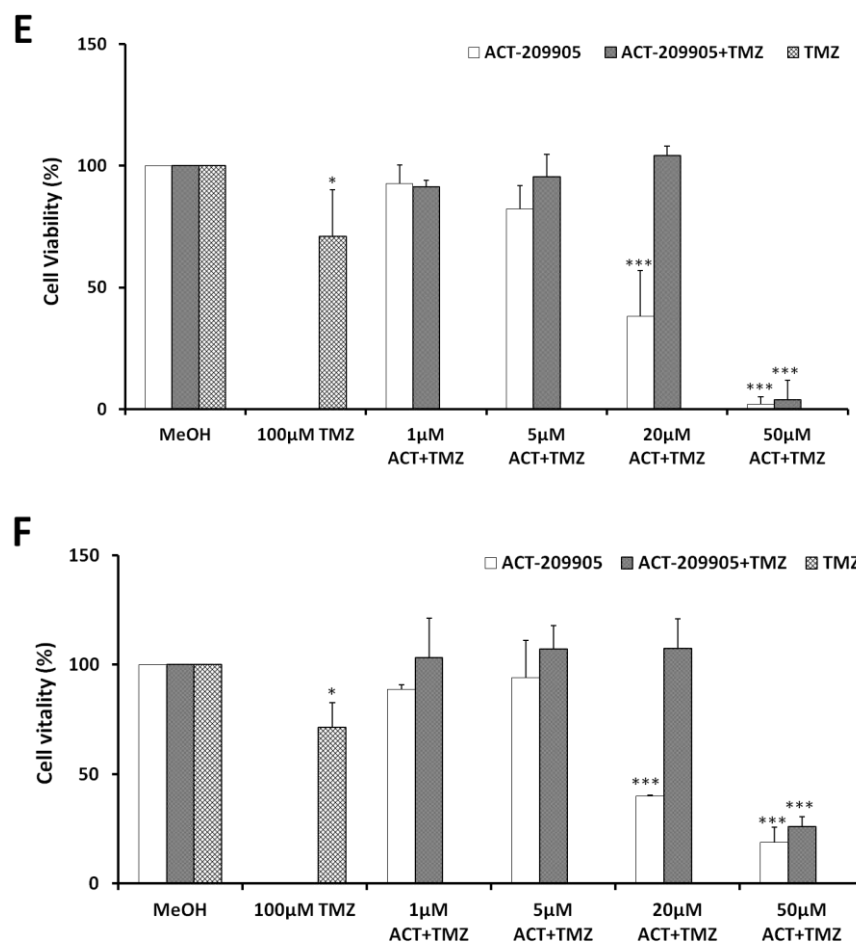 E
150
ACT-209905 ACT-209905+TMZ TMZ
Cell Viability (%)
100
*
50
***
*** ***
0
MeOH 100µM TMZ 1µM 5µM 20µM 50µM
ACT+TMZ ACT+TMZ ACT+TMZ ACT+TMZ
F
150
ACT-209905 ACT-209905+TMZ TMZ
Cell vitality (%)
100
*
50
***
*** ***
0
MeOH 100µM TMZ 1µM 5µM 20µM 50µM
ACT+TMZ ACT+TMZ ACT+TMZ ACT+TMZ